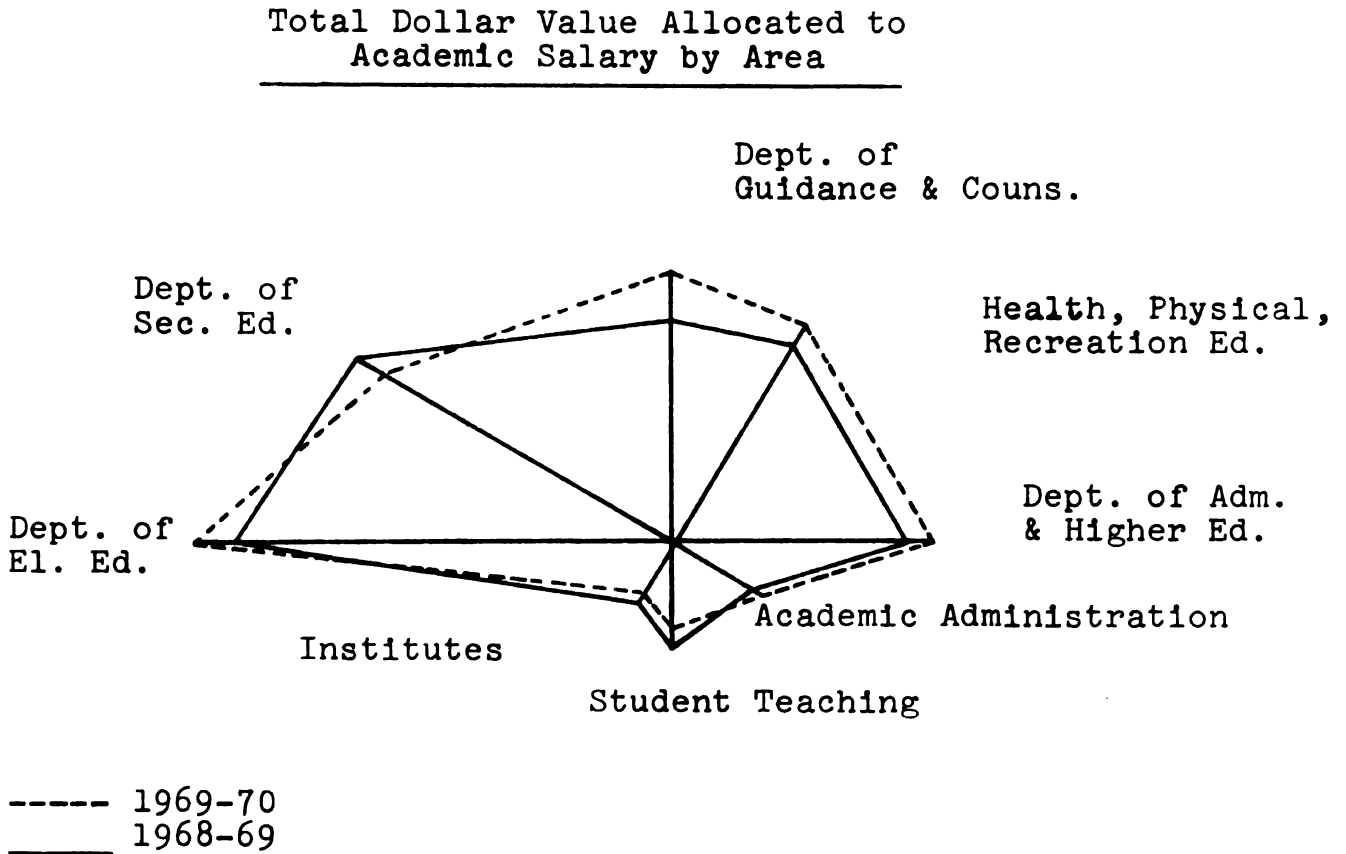 Total Dollar Value Allocated to
Academic Salary by Area
Dept. of
Guidance & Couns.
Dept. of
Sec. Ed.
Health, Physical,
Recreation Ed.
Dept. of Adm.
& Higher Ed.
Dept. of
El. Ed.
Academic Administration
Institutes
Student Teaching
1969-70
1968-69